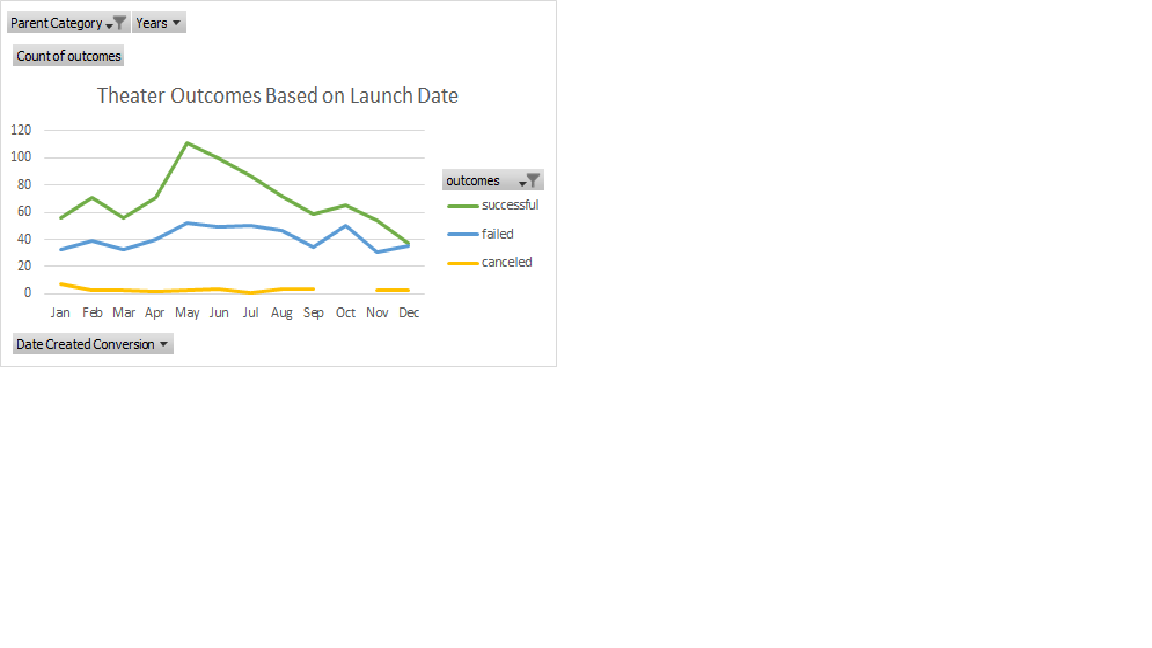 Parent Category Years
Count of outcomes
Theater Outcomes Based on Launch Date
120
100
80
60
40
20
0
Jan Feb Mar Apr May Jun Jul Aug Sep Oct Nov Dec
outcomes
successful
failed
canceled
Date Created Conversion